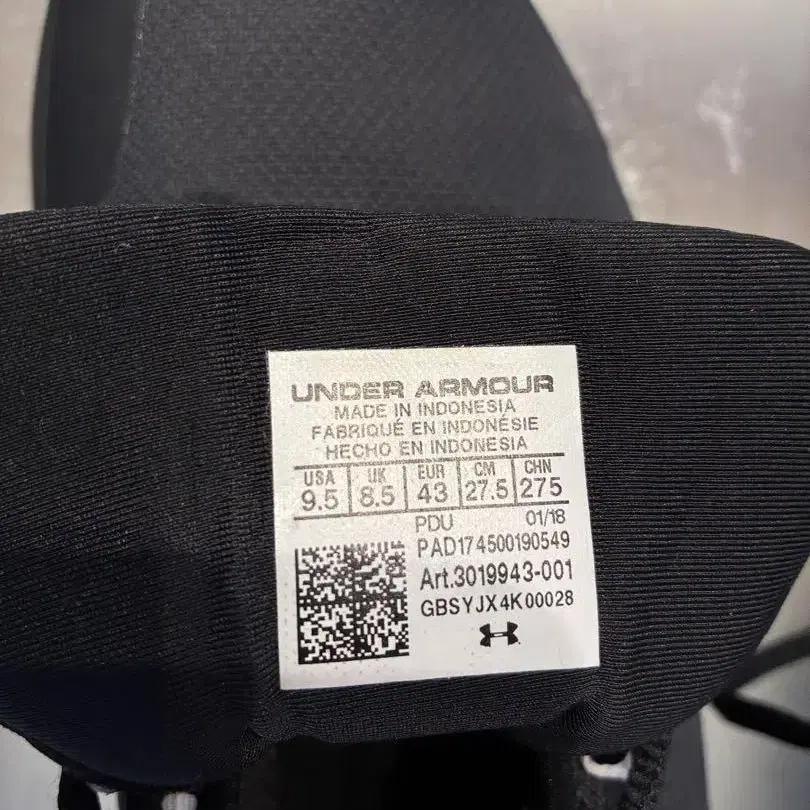 UNDER ARMOUR
MADE IN INDONESIA
FABRIQUÉ EN INDONÉSIE
HECHO EN INDONESIA
USA UK EUR CM CHN
9.5 8.5 43 27.5 275
PDU 01/18
PAD174500190549
Art.3019943-001
GBSYJX4K00028